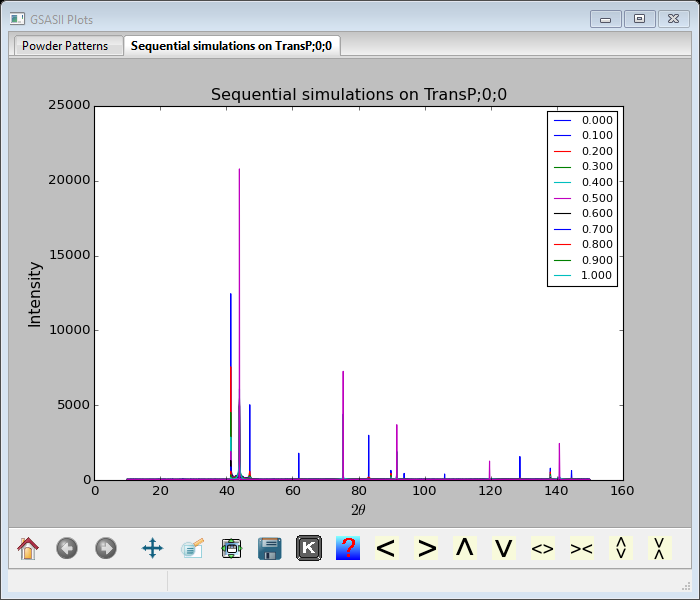 GSASII Plots
Powder Patterns
Sequential simulations on TransP;0;0
Sequential simulations on TransP;0;0
25000
20000
15000
10000
5000
0
Intensity
0.000
0.100
0.200
0.300
0.400
0.500
0.600
0.700
0.800
0.900
1.000
0 20 40 60 80 100 120 140 160
2θ
K ? < > Λ V <> ><